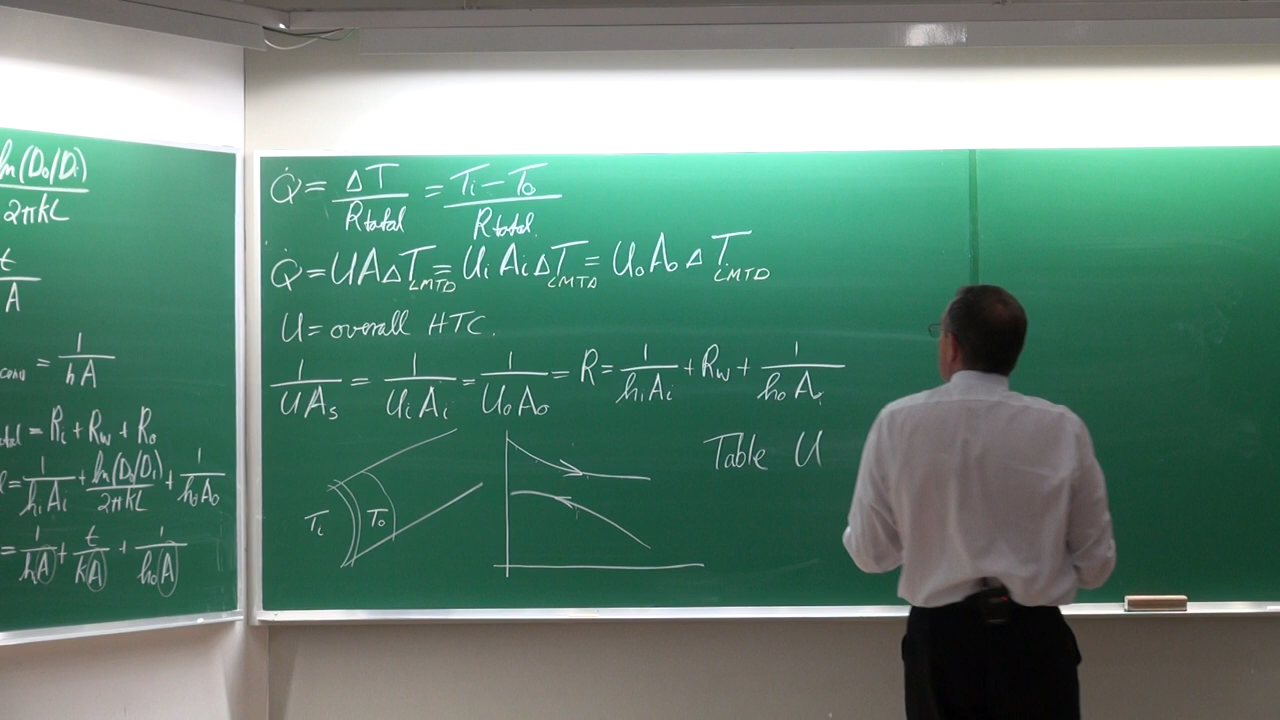 ln(Do/Di)
2πkL
t
A
conv = 1/hA
tal = Ri + Rw + Ro
= 1/hiAi + ln(Do/Di)/2πkL + 1/hoAo
= 1/hA + t/kA + 1/hoA
Q̇ = ΔT/Rtotal = Ti − To/Rtotal.
Q̇ = UAΔT_LMTD = UiAiΔT_LMTD = UoAoΔT_LMTD
U = overall HTC.
1/UAs = 1/UiAi = 1/UoAo = R = 1/hiAi + Rw + 1/hoAo
Table U
Ti To